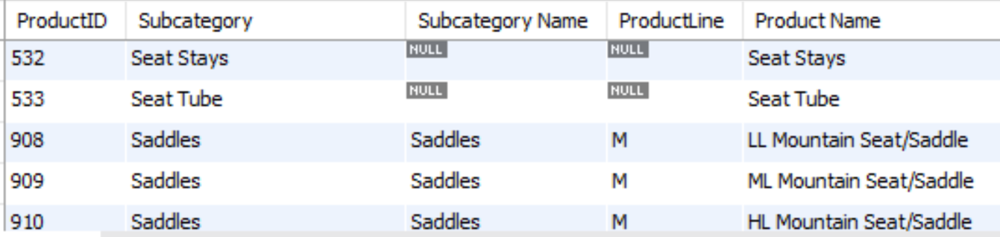 ProductID Subcategory Subcategory Name ProductLine Product Name
532 Seat Stays NULL NULL Seat Stays
533 Seat Tube NULL NULL Seat Tube
908 Saddles Saddles M LL Mountain Seat/Saddle
909 Saddles Saddles M ML Mountain Seat/Saddle
910 Saddles Saddles M HL Mountain Seat/Saddle